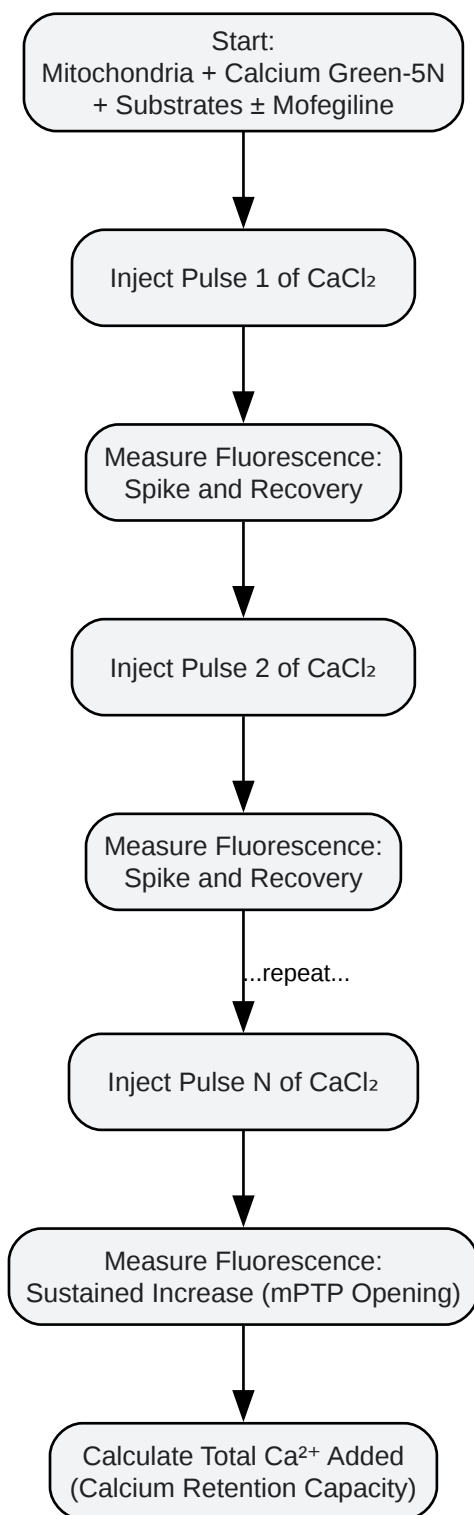 Start:
Mitochondria + Calcium Green-5N
+ Substrates ± Mofegiline
Inject Pulse 1 of CaCl₂
Measure Fluorescence:
Spike and Recovery
Inject Pulse 2 of CaCl₂
Measure Fluorescence:
Spike and Recovery
...repeat...
Inject Pulse N of CaCl₂
Measure Fluorescence:
Sustained Increase (mPTP Opening)
Calculate Total Ca²⁺ Added
(Calcium Retention Capacity)